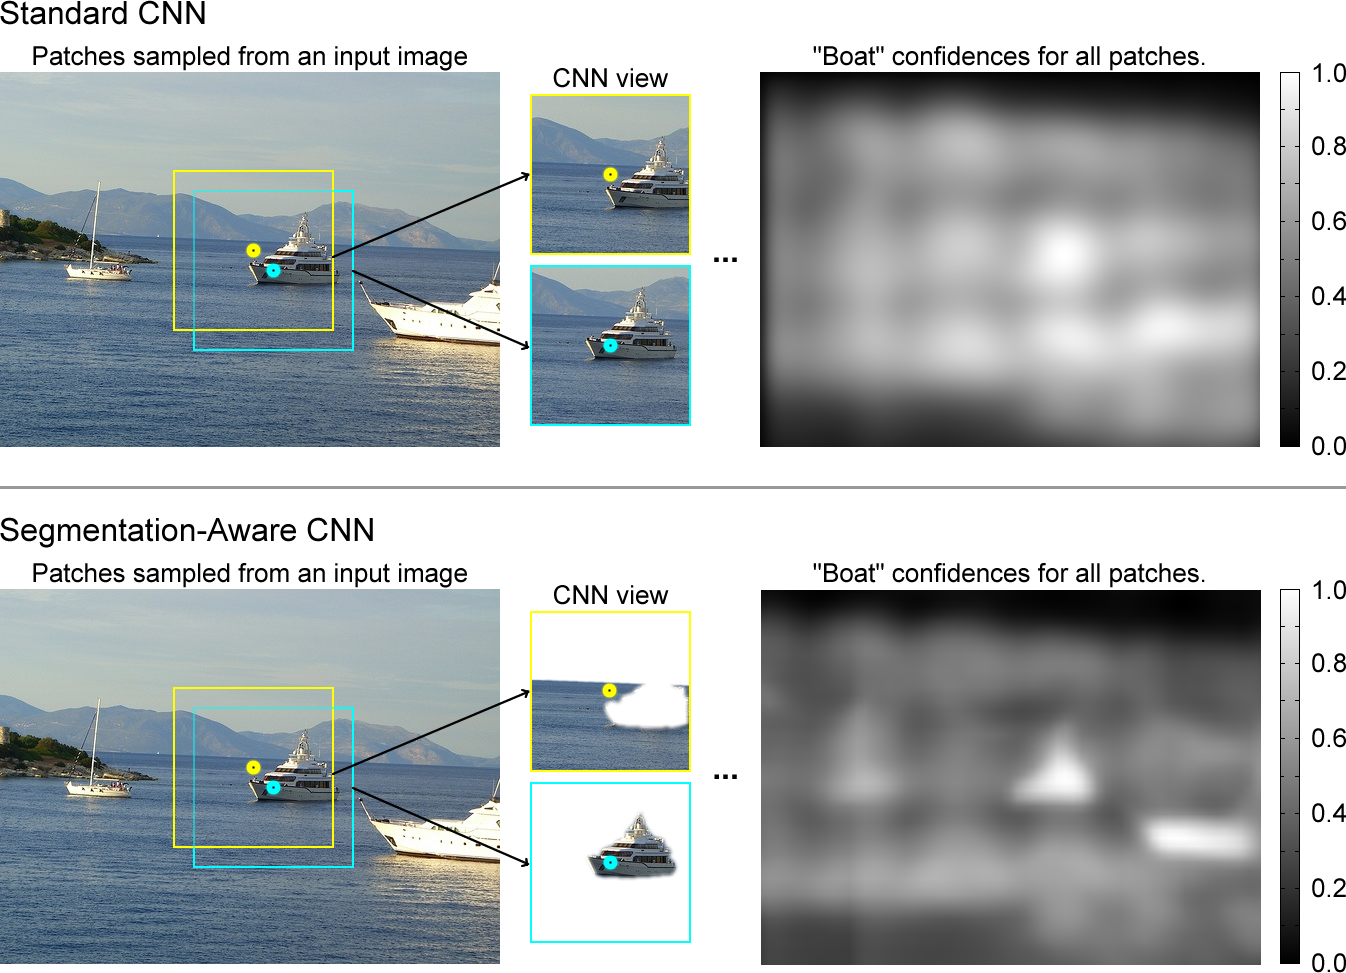 Standard CNN
Patches sampled from an input image
CNN view
"Boat" confidences for all patches.
...
1.0
0.8
0.6
0.4
0.2
0.0
Segmentation-Aware CNN
Patches sampled from an input image
CNN view
"Boat" confidences for all patches.
...
1.0
0.8
0.6
0.4
0.2
0.0